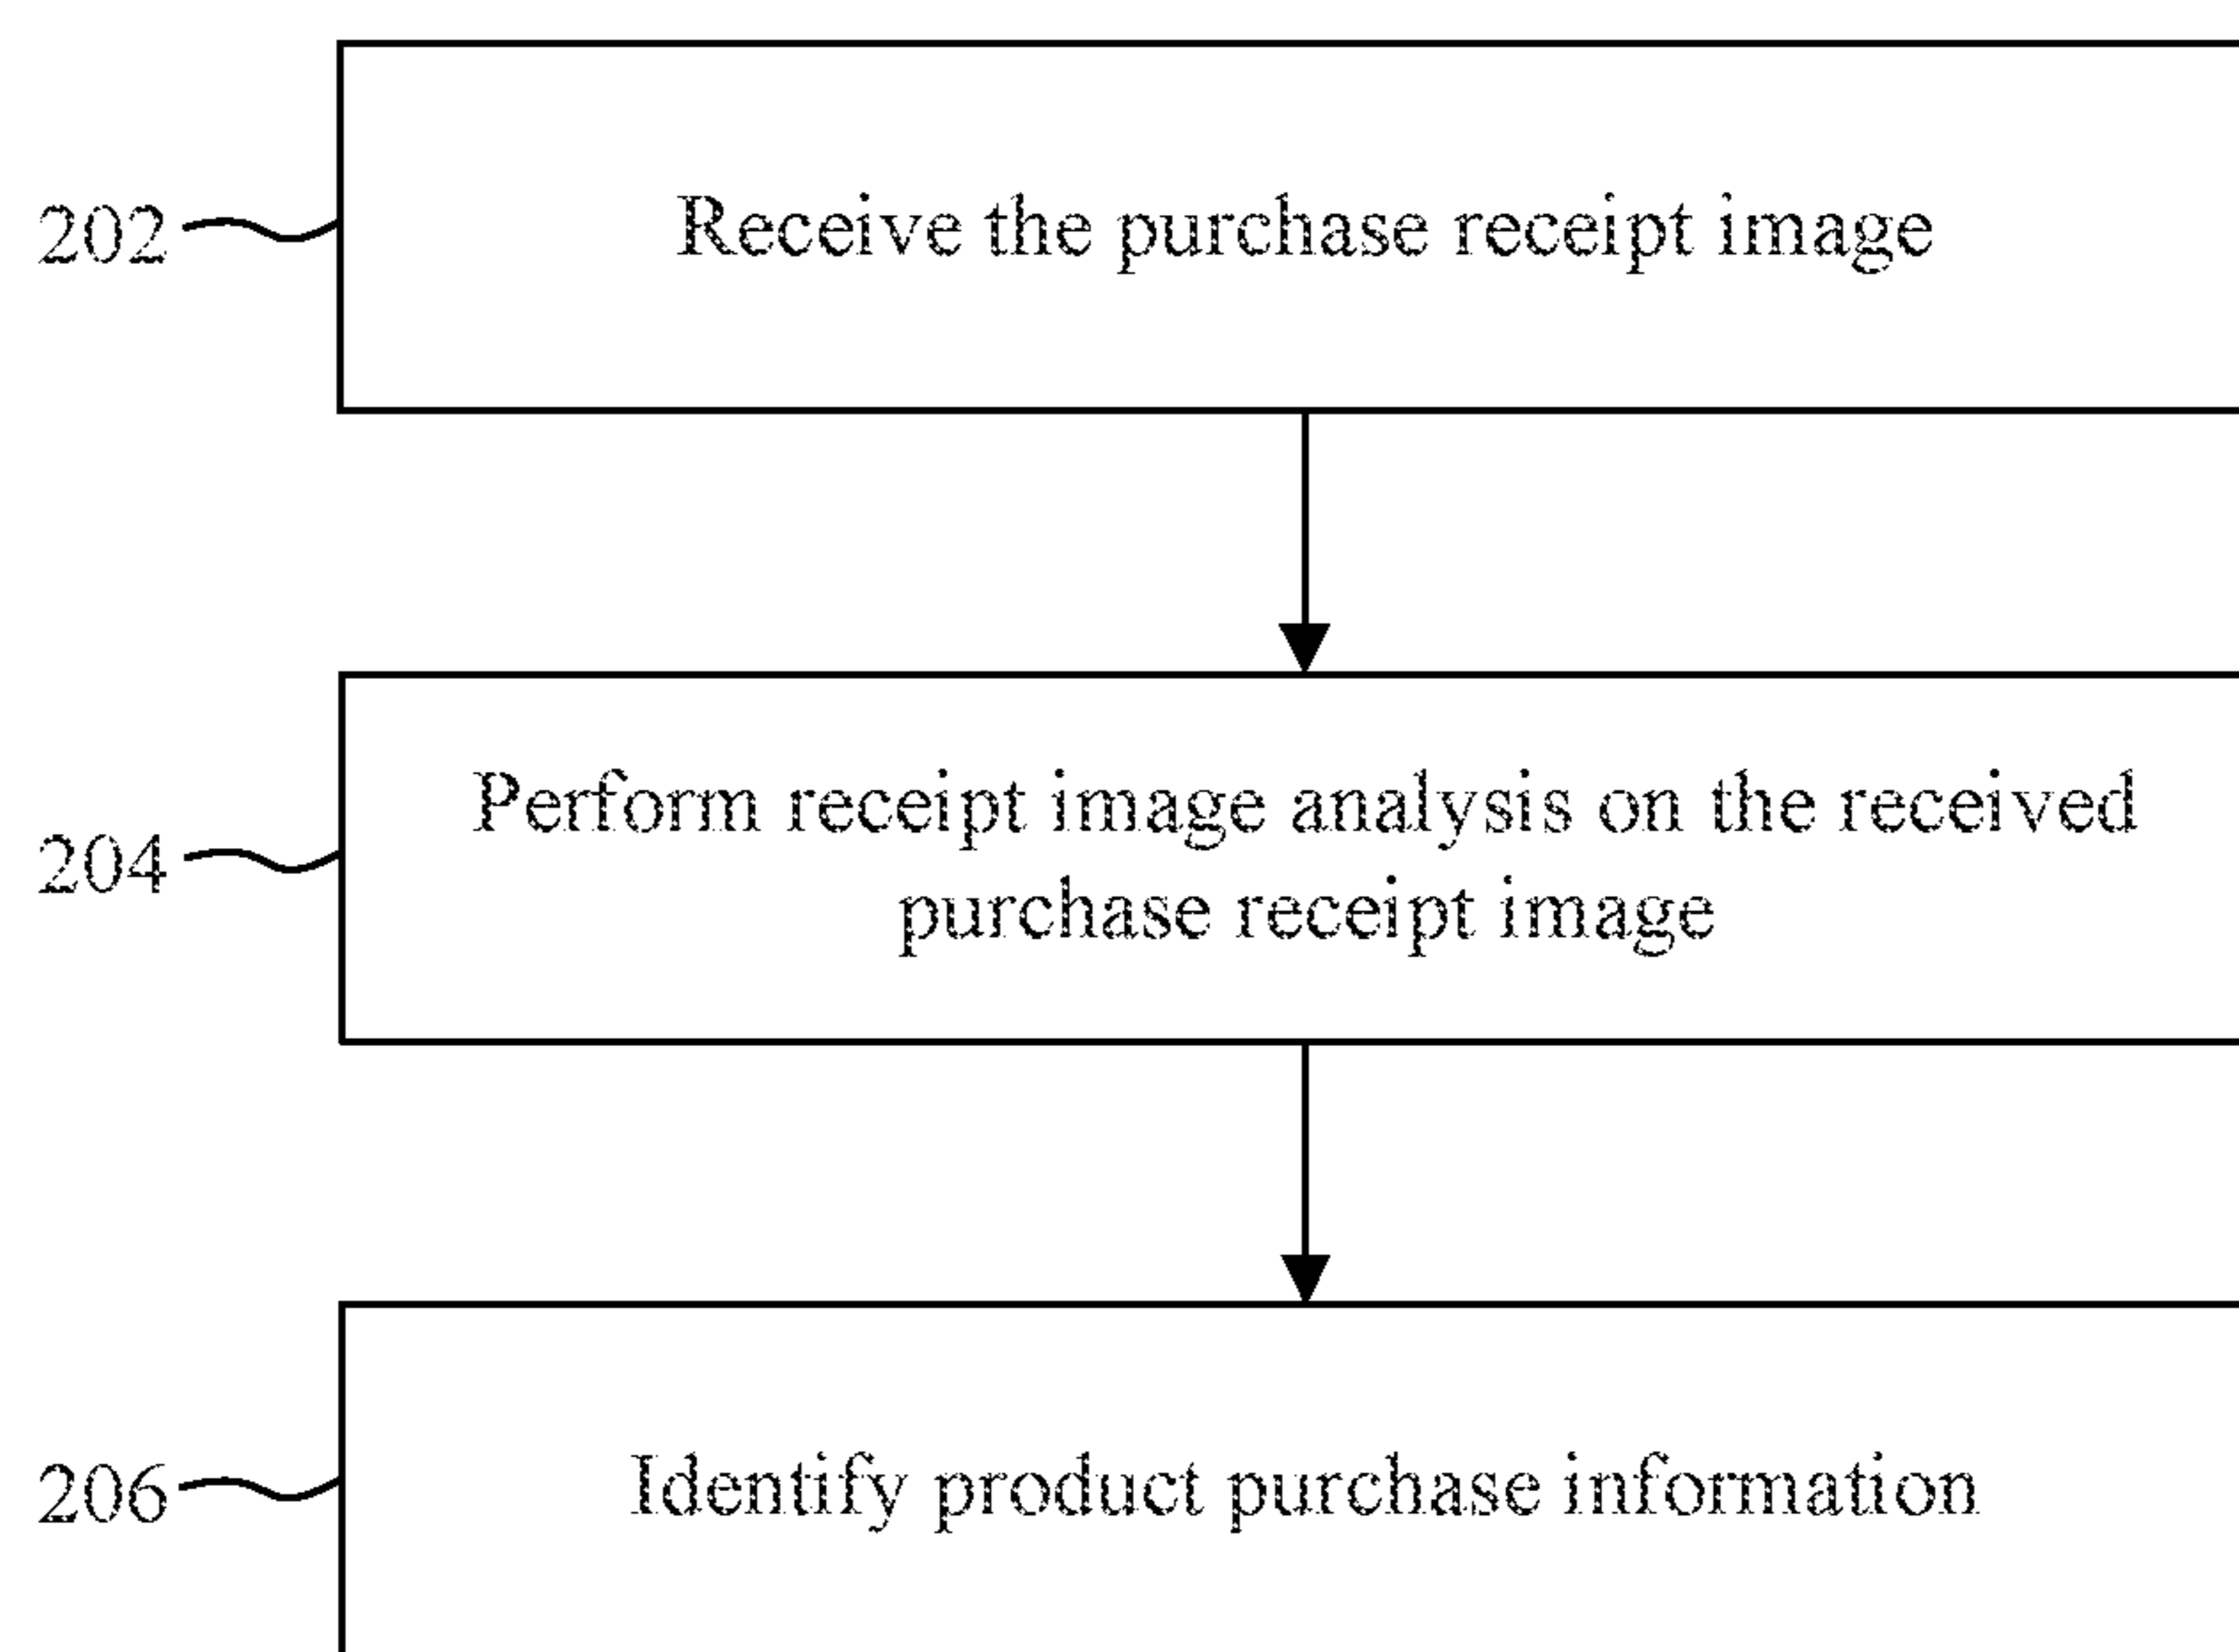 202
Receive the purchase receipt image
204
Perform receipt image analysis on the received
purchase receipt image
206
Identify product purchase information